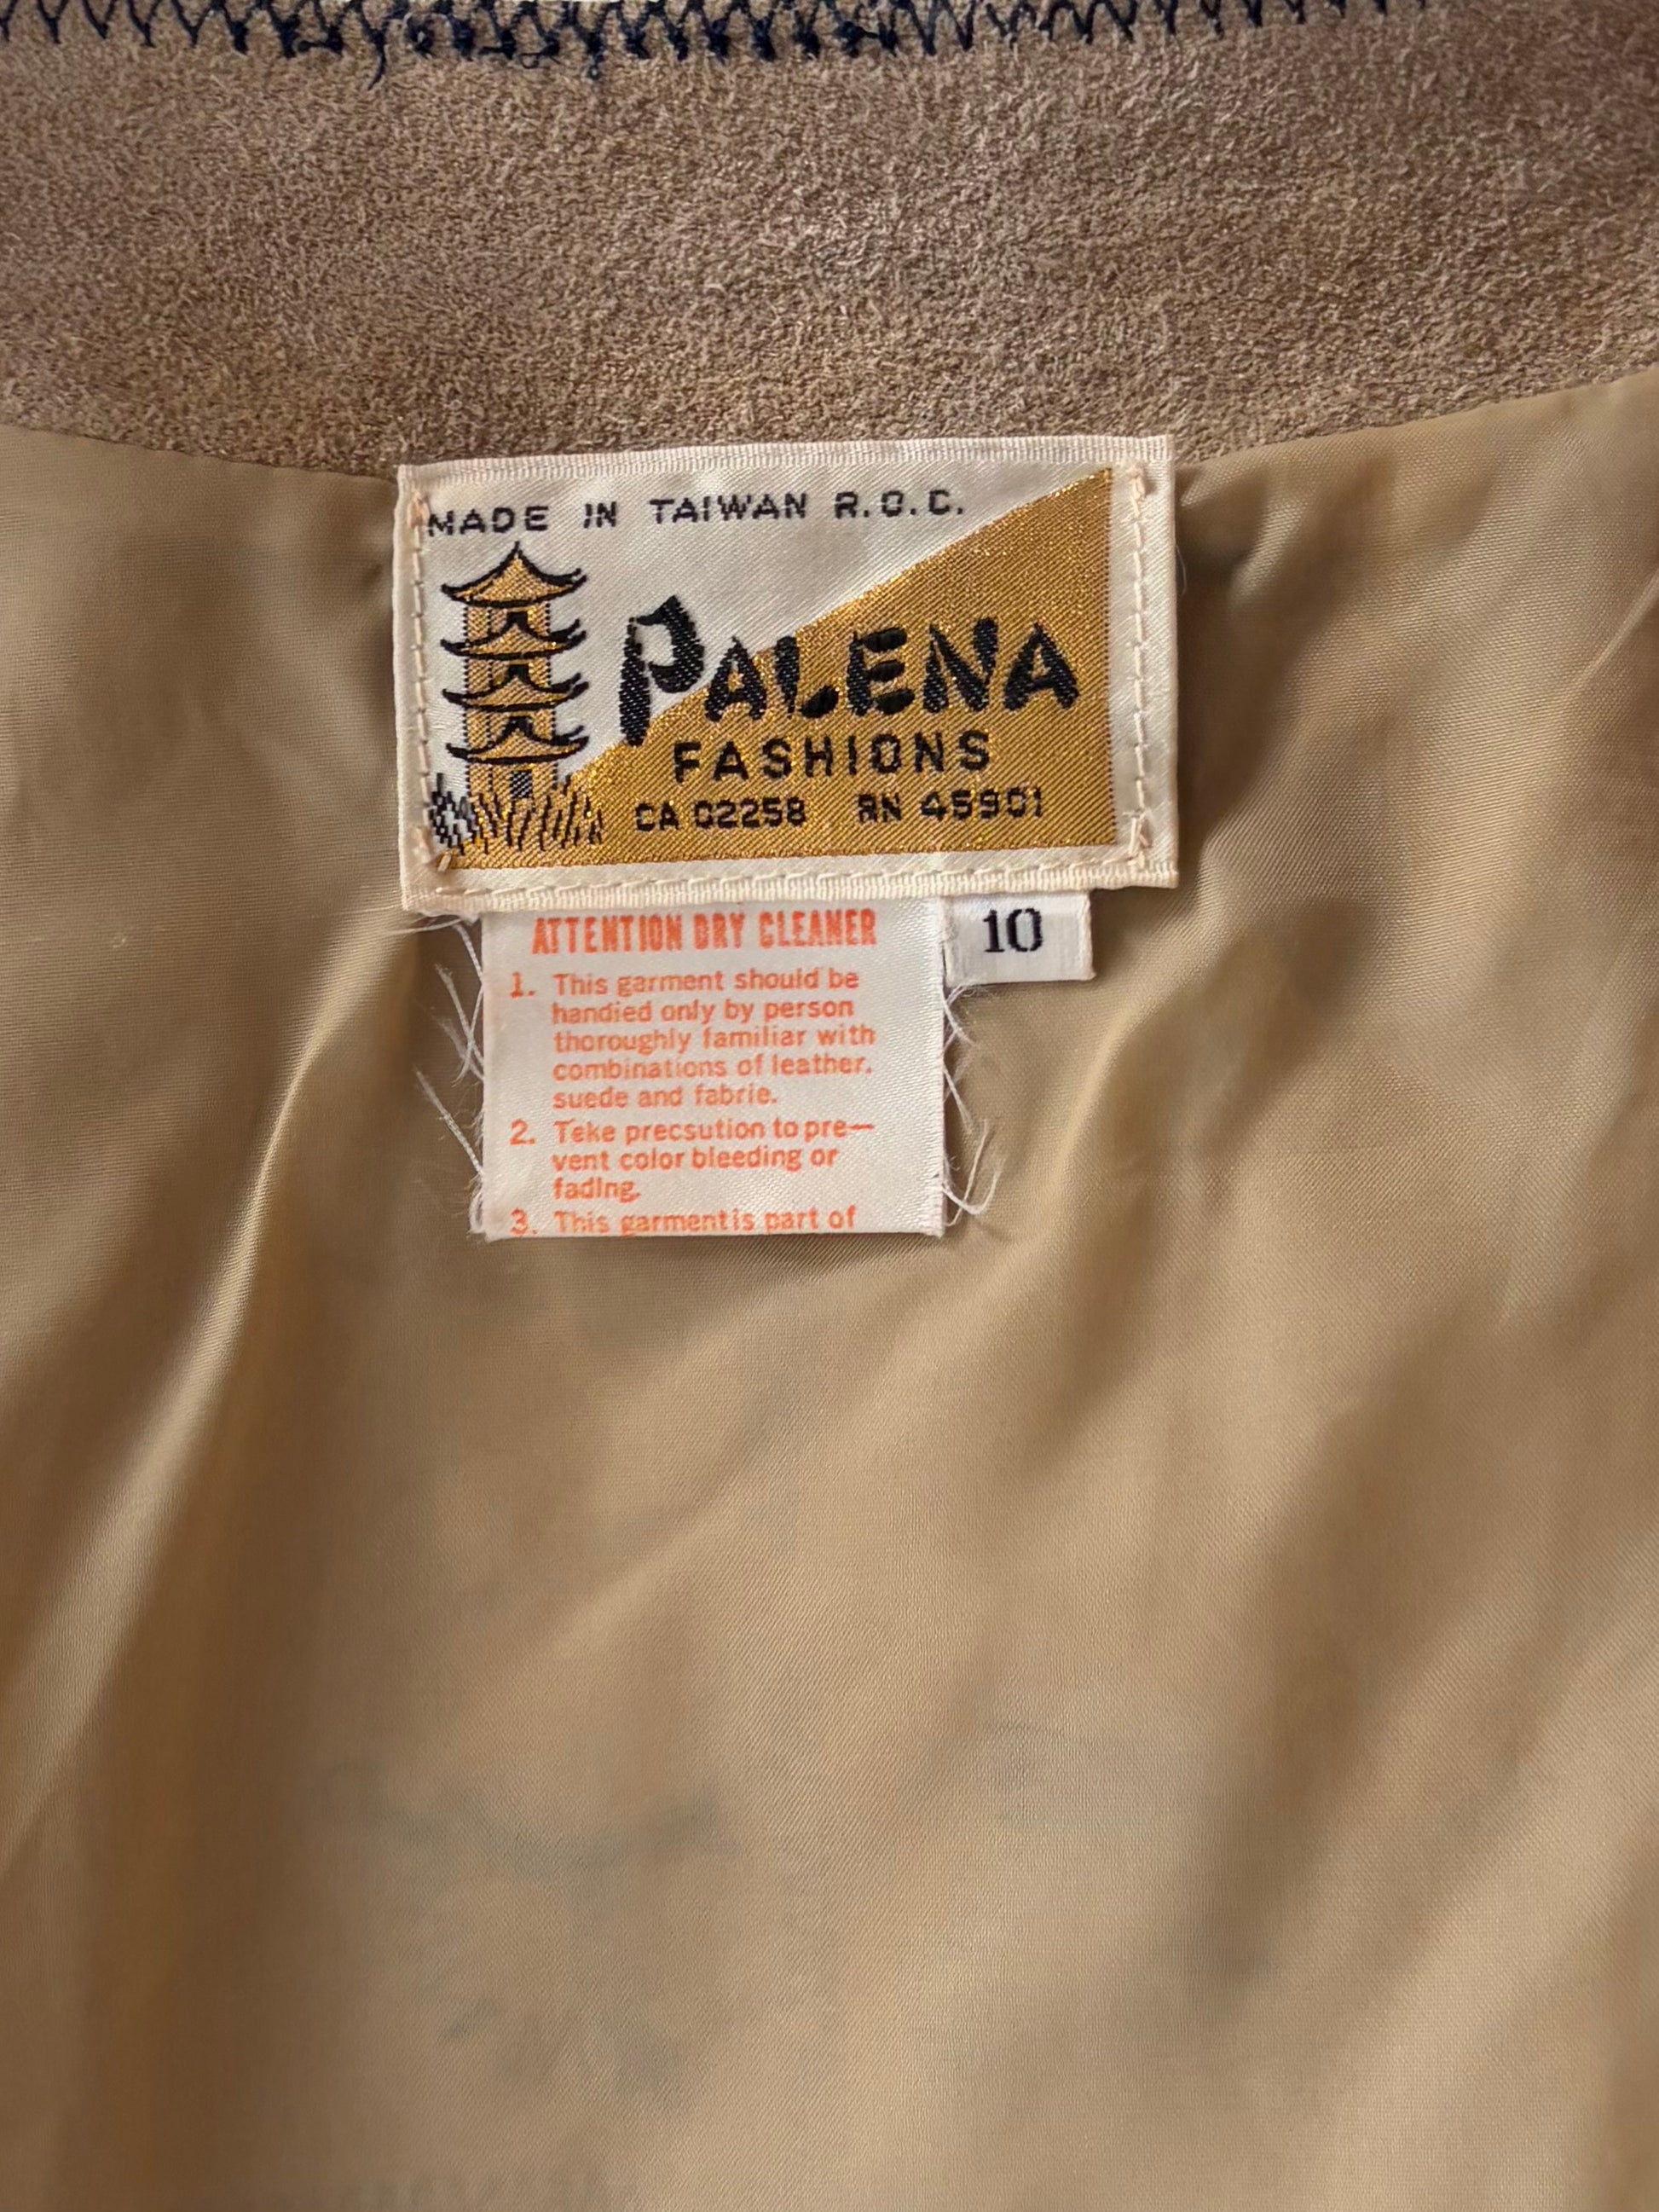 MADE IN TAIWAN R.O.C.
PALENA
FASHIONS
CA 02258 RN 45901
10
ATTENTION DRY CLEANER
1. This garment should be
handied only by person
thoroughly familiar with
combinations of leather,
suede and fabrie.
2. Teke precsution to pre-
vent color bleeding or
fading.
3. This garment is part of